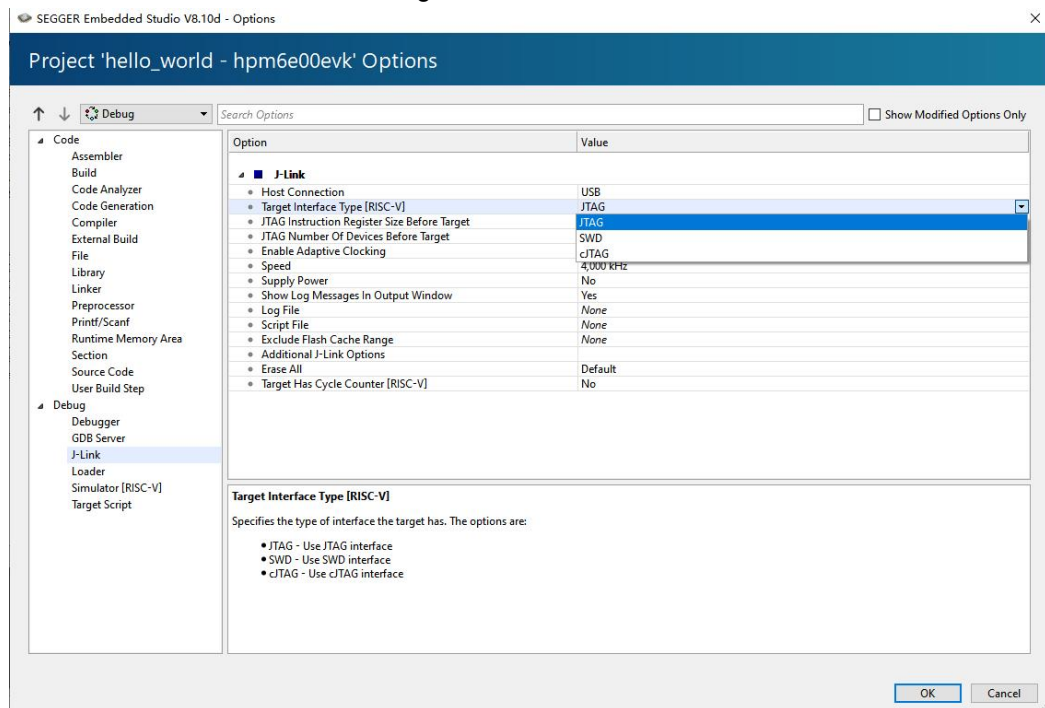 SEGGER Embedded Studio V8.10d - Options
Project 'hello_world - hpm6e00evk' Options
Debug
Search Options
Show Modified Options Only
Code
Assembler
Build
Code Analyzer
Code Generation
Compiler
External Build
File
Library
Linker
Preprocessor
Printf/Scanf
Runtime Memory Area
Section
Source Code
User Build Step
Debug
Debugger
GDB Server
J-Link
Loader
Simulator [RISC-V]
Target Script
Option Value
J-Link
Host Connection USB
Target Interface Type [RISC-V] JTAG
JTAG Instruction Register Size Before Target
JTAG Number Of Devices Before Target
Enable Adaptive Clocking
JTAG
SWD
cJTAG
Speed 4,000 kHz
Supply Power No
Show Log Messages In Output Window Yes
Log File None
Script File None
Exclude Flash Cache Range None
Additional J-Link Options
Erase All Default
Target Has Cycle Counter [RISC-V] No
Target Interface Type [RISC-V]
Specifies the type of interface the target has. The options are:
• JTAG - Use JTAG interface
• SWD - Use SWD interface
• cJTAG - Use cJTAG interface
OK Cancel